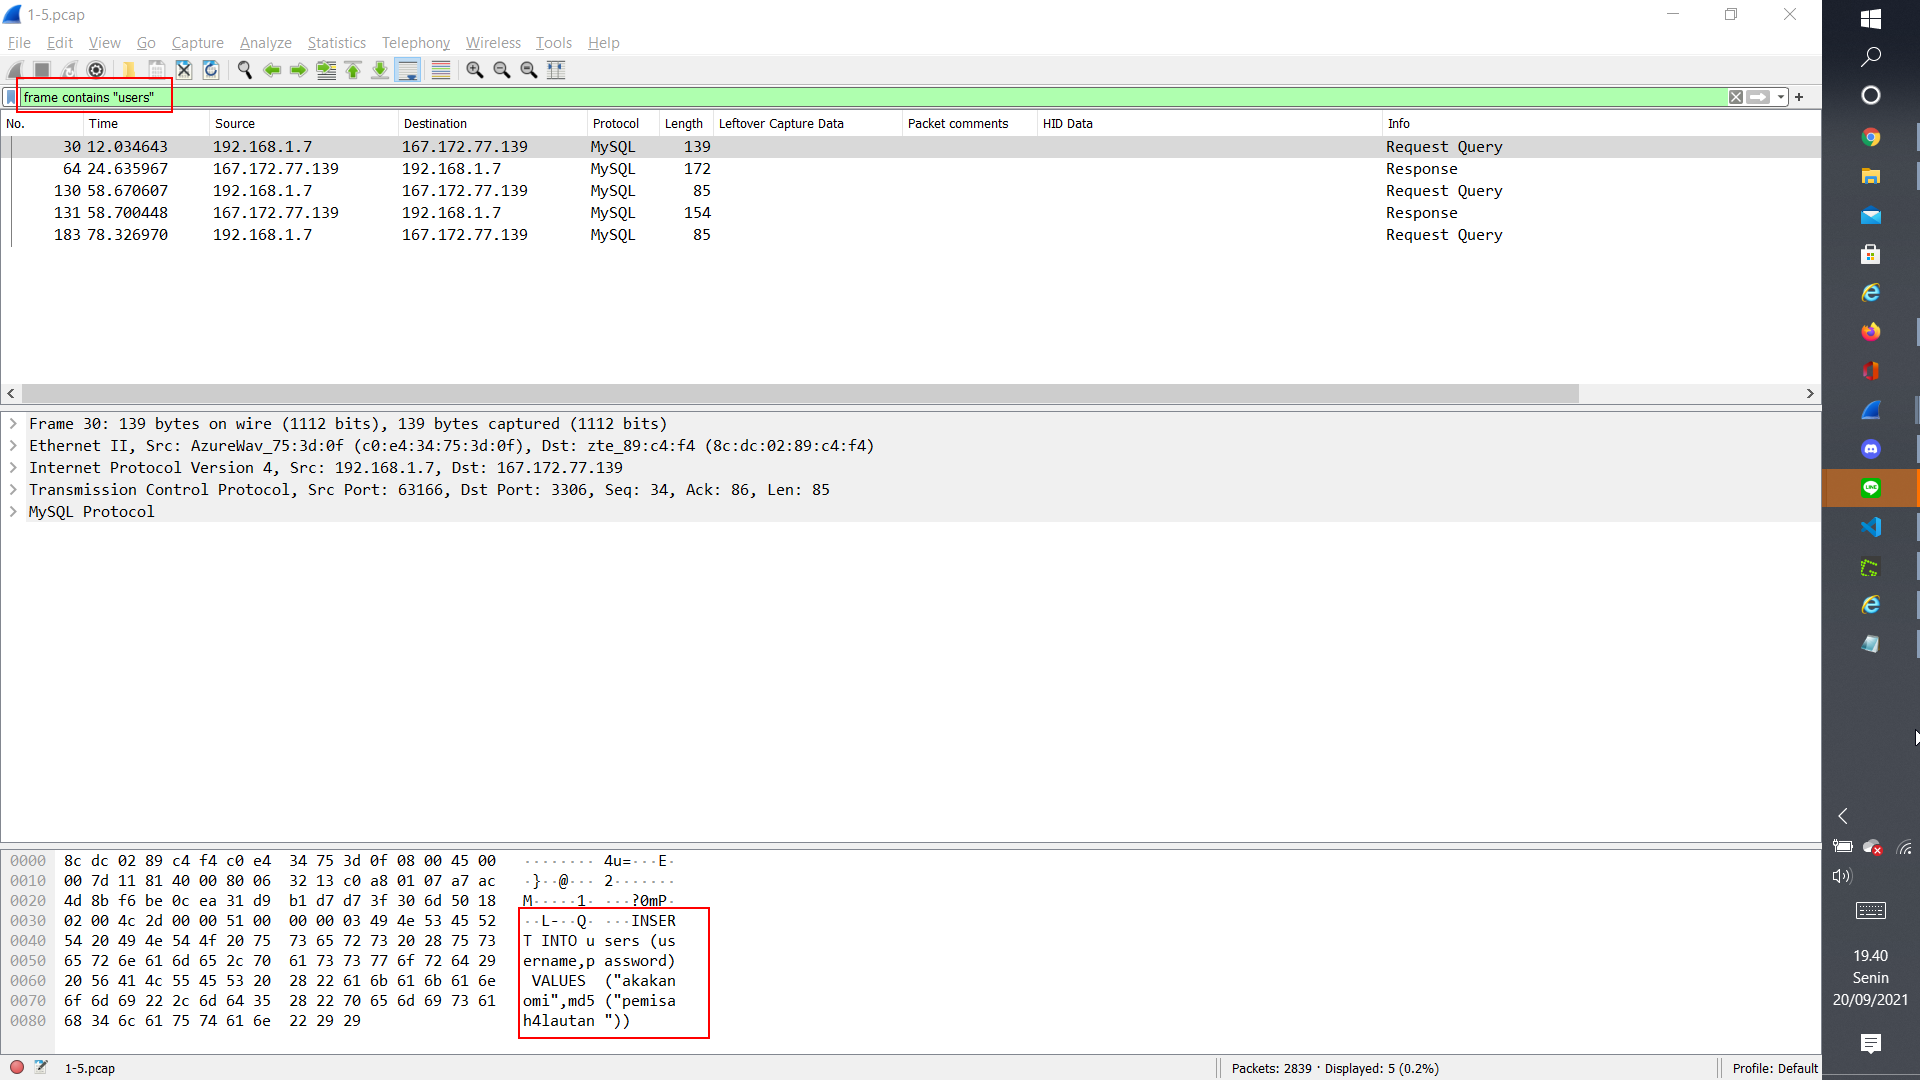 1-5.pcap
File Edit View Go Capture Analyze Statistics Telephony Wireless Tools Help
frame contains "users"
No. Time Source Destination Protocol Length Leftover Capture Data Packet comments HID Data Info
30 12.034643 192.168.1.7 167.172.77.139 MySQL 139 Request Query
64 24.635967 167.172.77.139 192.168.1.7 MySQL 172 Response
130 58.670607 192.168.1.7 167.172.77.139 MySQL 85 Request Query
131 58.700448 167.172.77.139 192.168.1.7 MySQL 154 Response
183 78.326970 192.168.1.7 167.172.77.139 MySQL 85 Request Query
Frame 30: 139 bytes on wire (1112 bits), 139 bytes captured (1112 bits)
Ethernet II, Src: AzureWav_75:3d:0f (c0:e4:34:75:3d:0f), Dst: zte_89:c4:f4 (8c:dc:02:89:c4:f4)
Internet Protocol Version 4, Src: 192.168.1.7, Dst: 167.172.77.139
Transmission Control Protocol, Src Port: 63166, Dst Port: 3306, Seq: 34, Ack: 86, Len: 85
MySQL Protocol
0000 8c dc 02 89 c4 f4 c0 e4 34 75 3d 0f 08 00 45 00 ········ 4u=···E·
0010 00 7d 11 81 40 00 80 06 32 13 c0 a8 01 07 a7 ac ·}··@··· 2·······
0020 4d 8b f6 be 0c ea 31 d9 b1 d7 d7 3f 30 6d 50 18 M·····1· ···?0mP·
0030 02 00 4c 2d 00 00 51 00 00 00 03 49 4e 53 45 52 ··L-··Q· ···INSER
0040 54 20 49 4e 54 4f 20 75 73 65 72 73 20 28 75 73 T INTO u sers (us
0050 65 72 6e 61 6d 65 2c 70 61 73 73 77 6f 72 64 29 ername,p assword)
0060 20 56 41 4c 55 45 53 20 28 22 61 6b 61 6b 61 6e VALUES ("akakan
0070 6f 6d 69 22 2c 6d 64 35 28 22 70 65 6d 69 73 61 omi",md5 ("pemisa
0080 68 34 6c 61 75 74 61 6e 22 29 29 h4lautan "))
1-5.pcap Packets: 2839 · Displayed: 5 (0.2%) Profile: Default
19.40
Senin
20/09/2021